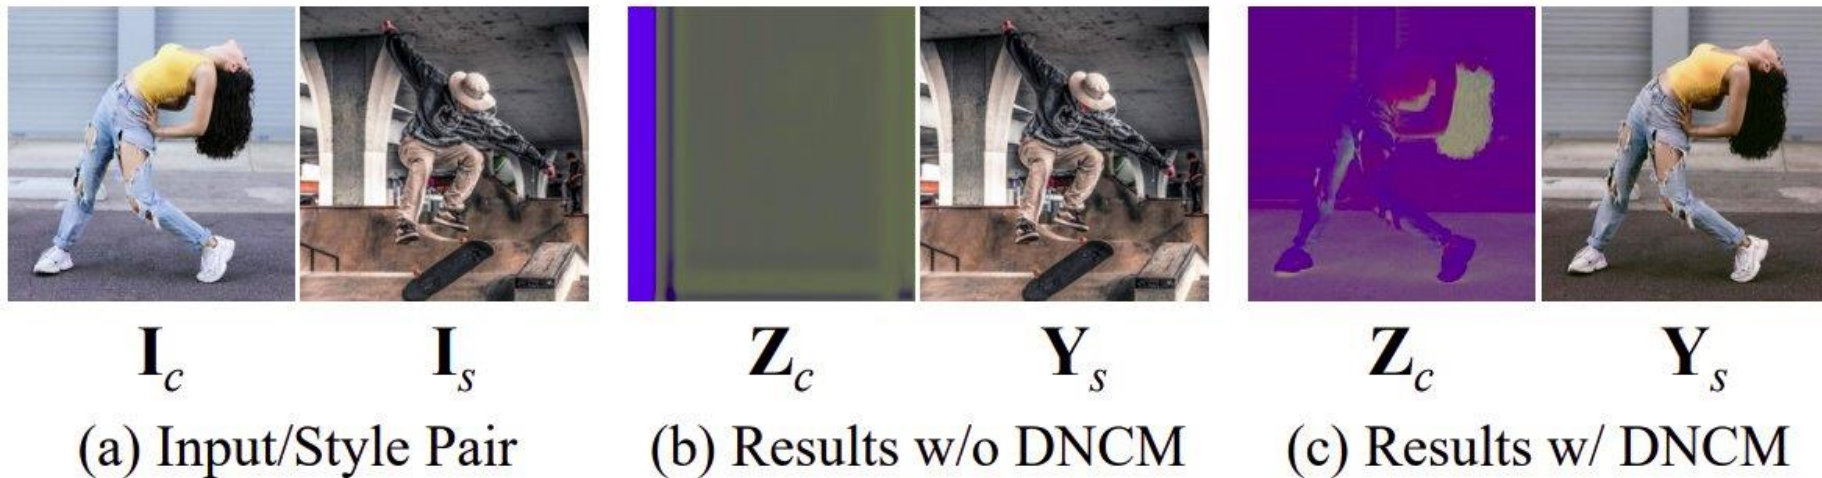 I_c I_s Z_c Y_s Z_c Y_s
(a) Input/Style Pair (b) Results w/o DNCM (c) Results w/ DNCM